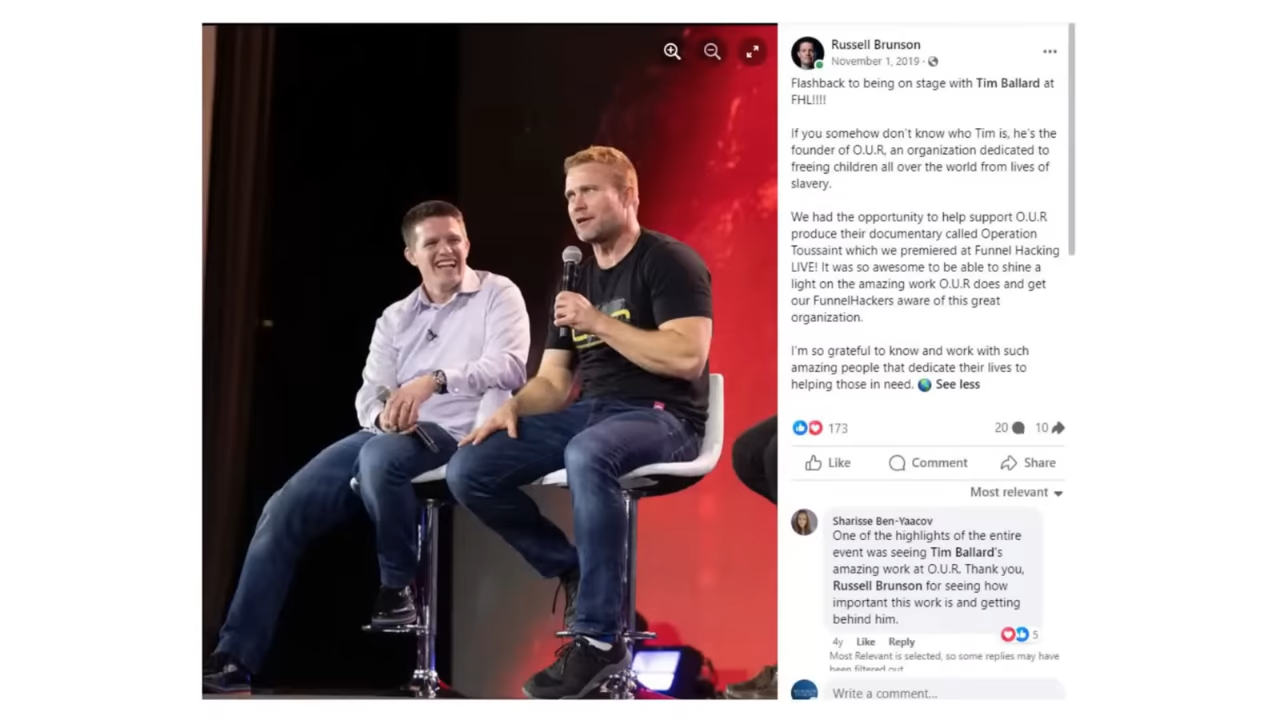 Russell Brunson
November 1, 2019 ·
Flashback to being on stage with Tim Ballard at
FHL!!!!
If you somehow don't know who Tim is, he's the
founder of O.U.R, an organization dedicated to
freeing children all over the world from lives of
slavery.
We had the opportunity to help support O.U.R
produce their documentary called Operation
Toussaint which we premiered at Funnel Hacking
LIVE! It was so awesome to be able to shine a
light on the amazing work O.U.R does and get
our FunnelHackers aware of this great
organization.
I'm so grateful to know and work with such
amazing people that dedicate their lives to
helping those in need. See less
173
20 10
Like Comment Share
Most relevant
Sharisse Ben-Yaacov
One of the highlights of the entire
event was seeing Tim Ballard's
amazing work at O.U.R. Thank you,
Russell Brunson for seeing how
important this work is and getting
behind him.
5
4y Like Reply
Most Relevant is selected, so some replies may have
been filtered out.
Write a comment...